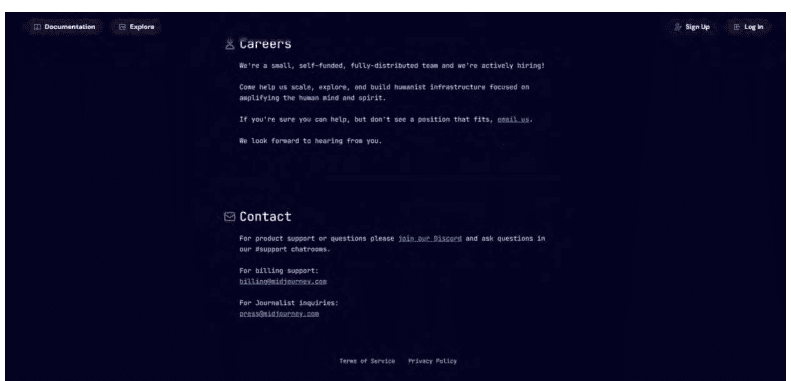 Documentation
Explore
Sign Up
Log In
Careers
We're a small, self-funded, fully-distributed team and we're actively hiring!
Come help us scale, explore, and build humanist infrastructure focused on
amplifying the human mind and spirit.
If you're sure you can help, but don't see a position that fits, email us.
We look forward to hearing from you.
Contact
For product support or questions please join our Discord and ask questions in
our #support chatrooms.
For billing support:
billing@midjourney.com
For Journalist inquiries:
press@midjourney.com
Terms of Service
Privacy Policy